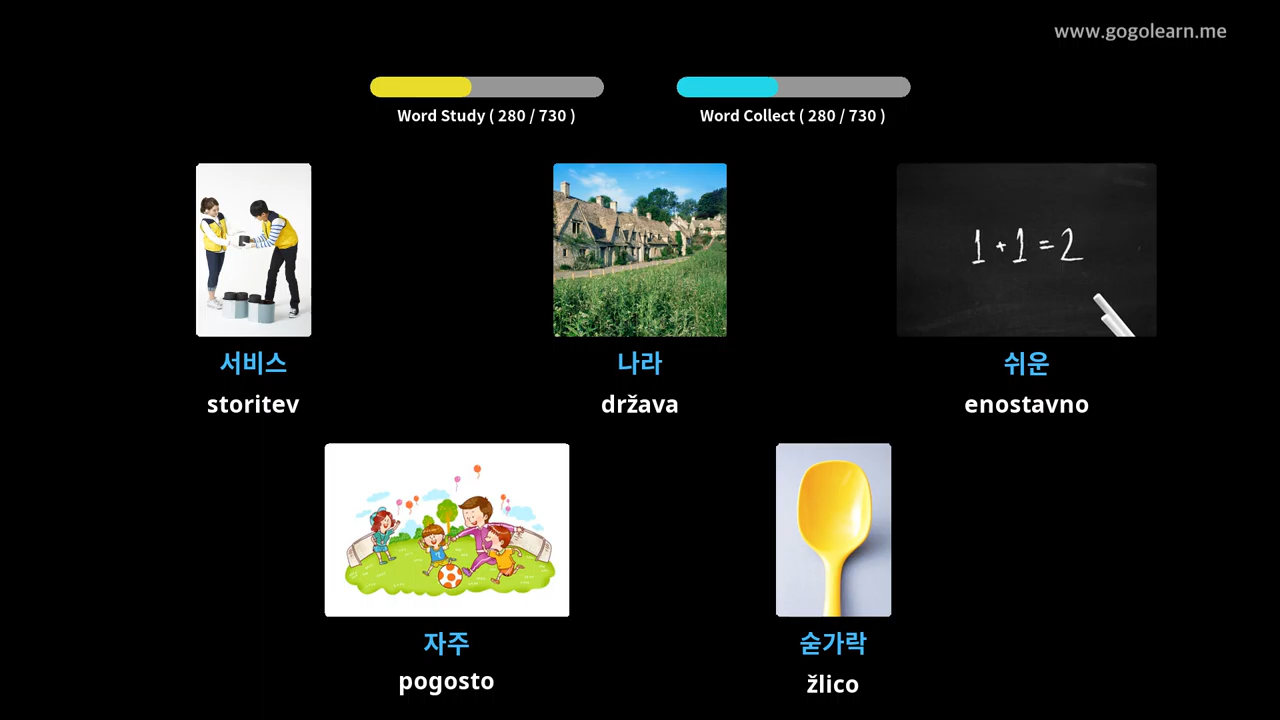 www.gogolearn.me
Word Study ( 280 / 730 )
Word Collect ( 280 / 730 )
1 + 1 = 2
서비스
storitev
나라
država
쉬운
enostavno
자주
pogosto
숟가락
žlico